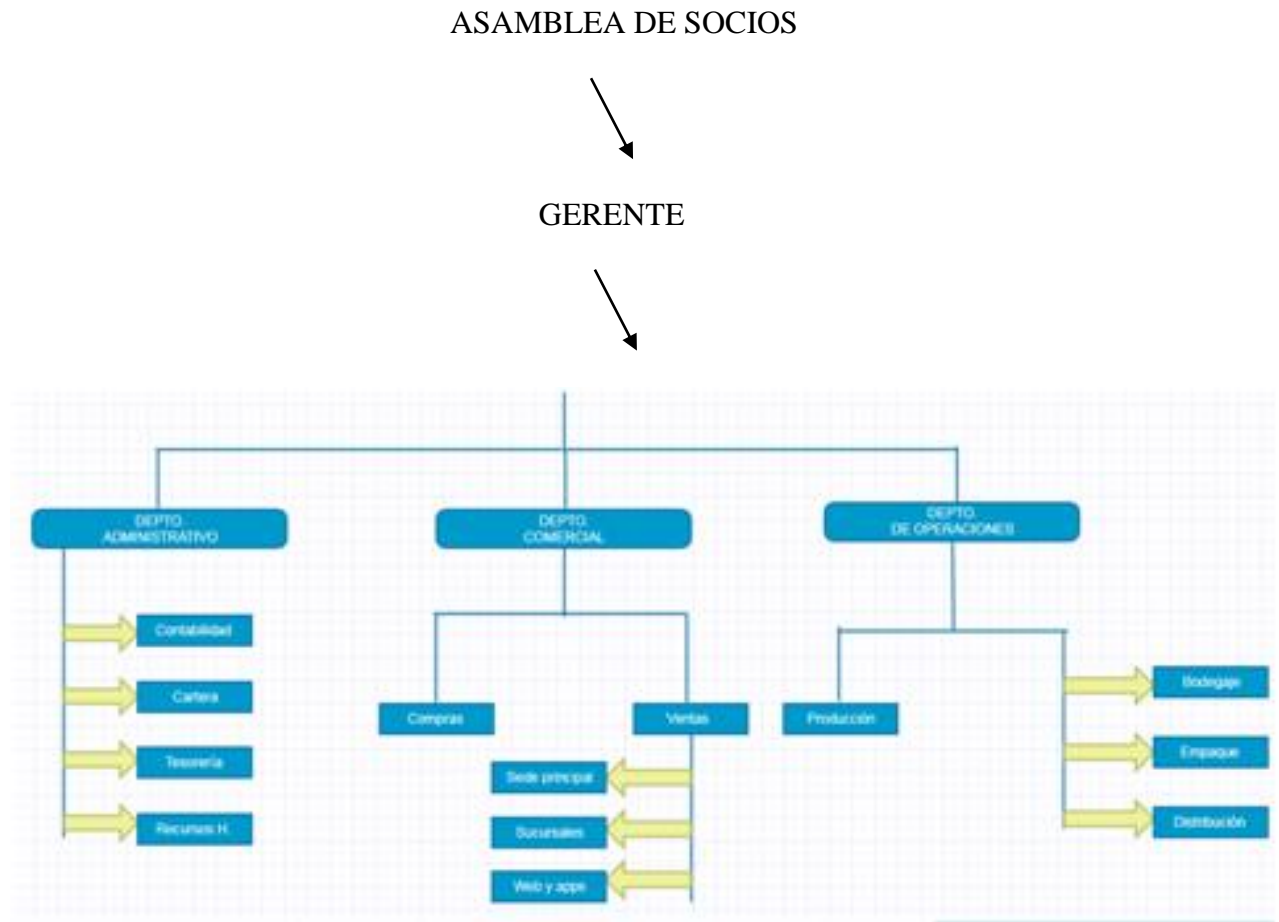 ASAMBLEA DE SOCIOS
GERENTE
DEPTO.
ADMINISTRATIVO
Contabilidad
Cartera
Tesorería
Recursos H.
DEPTO.
COMERCIAL
Compras
Ventas
Sede principal
Sucursales
Web y apps
DEPTO.
DE OPERACIONES
Producción
Bodegaje
Empaque
Distribución